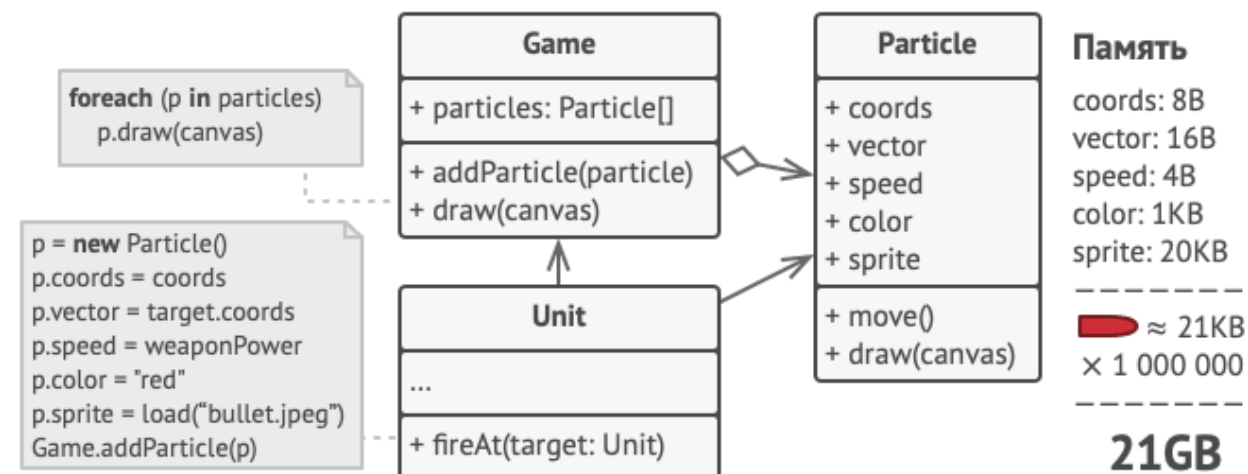 foreach (p in particles)
p.draw(canvas)
p = new Particle()
p.coords = coords
p.vector = target.coords
p.speed = weaponPower
p.color = "red"
p.sprite = load(“bullet.jpeg”)
Game.addParticle(p)
Game
+ particles: Particle[]
+ addParticle(particle)
+ draw(canvas)
Unit
...
+ fireAt(target: Unit)
Particle
+ coords
+ vector
+ speed
+ color
+ sprite
+ move()
+ draw(canvas)
Память
coords: 8B
vector: 16B
speed: 4B
color: 1KB
sprite: 20KB
≈ 21KB
× 1 000 000
21GB